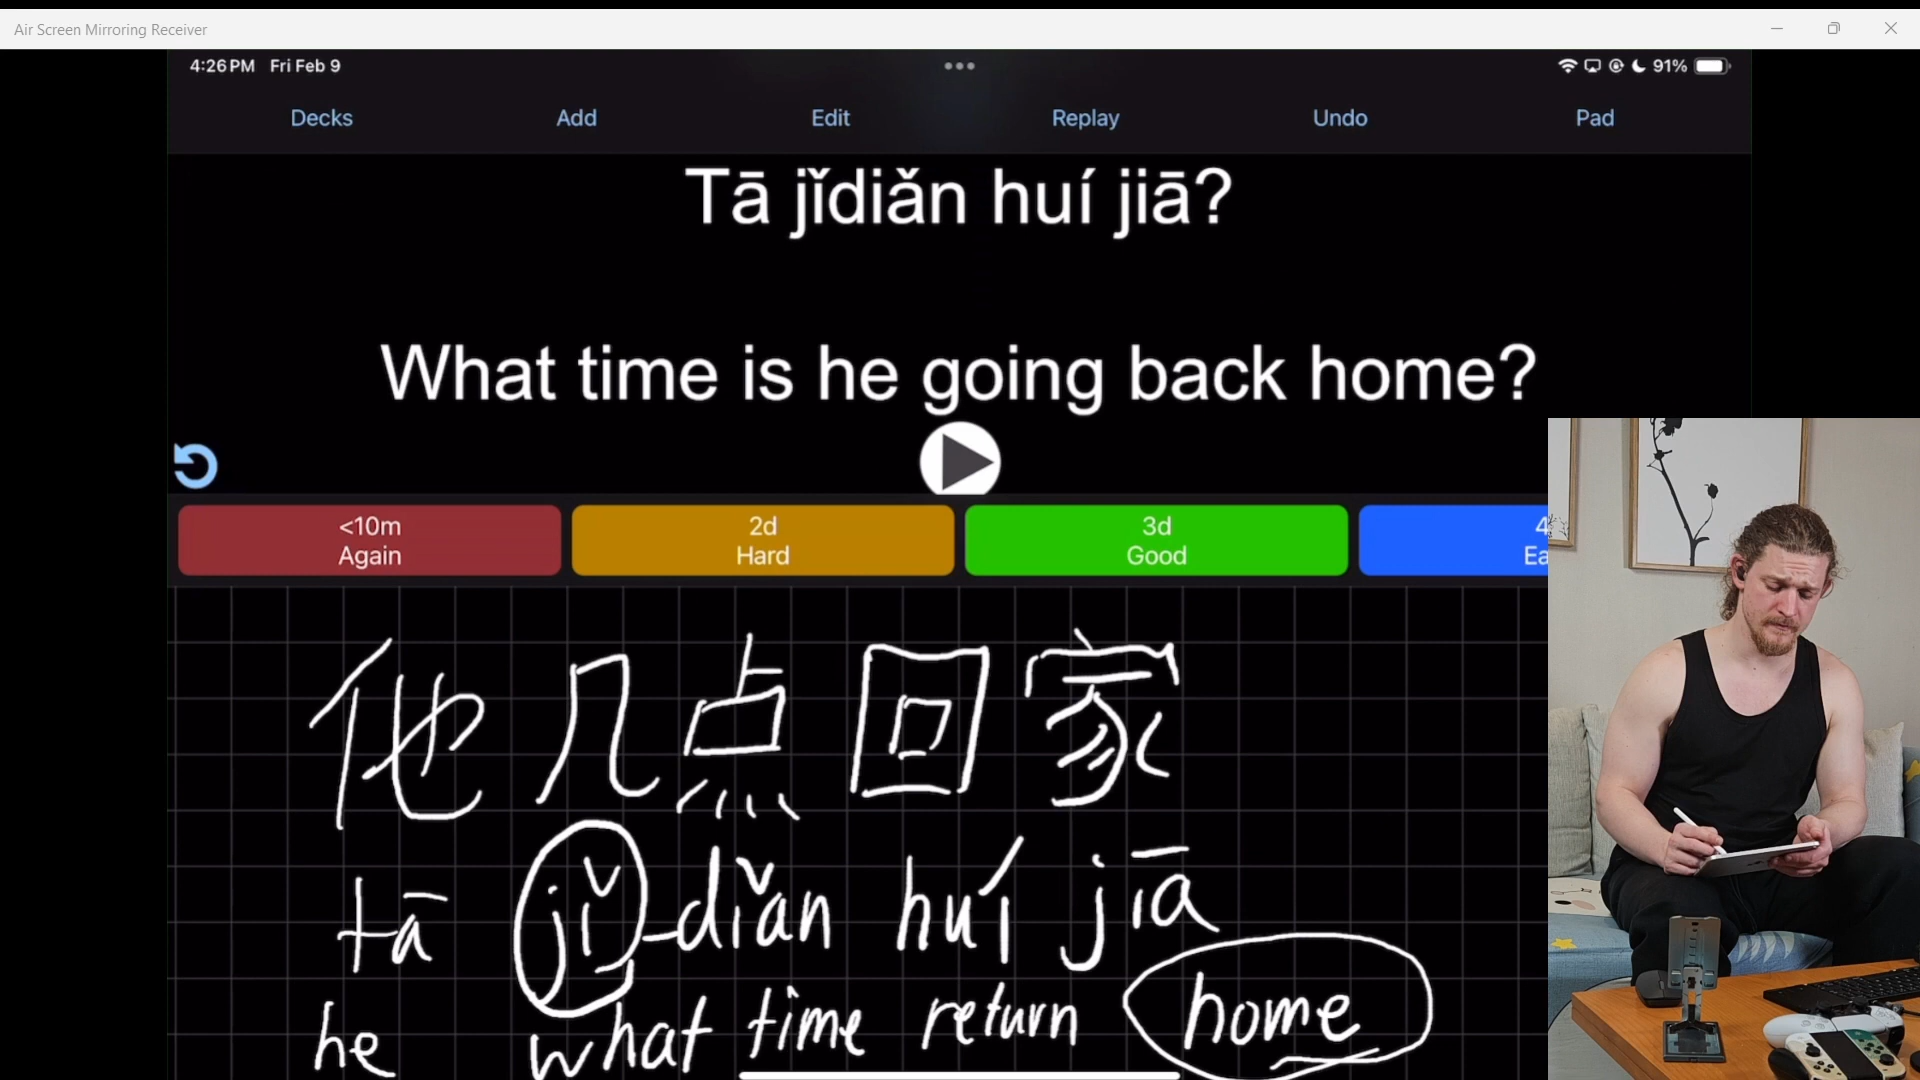 Air Screen Mirroring Receiver
4:26 PM Fri Feb 9 91%
Decks Add Edit Replay Undo Pad
Tā jǐdiǎn huí jiā?
What time is he going back home?
<10m 2d 3d 4
Again Hard Good Ea
他几点回家
tā jǐ-diǎn huí jiā
he what time return home